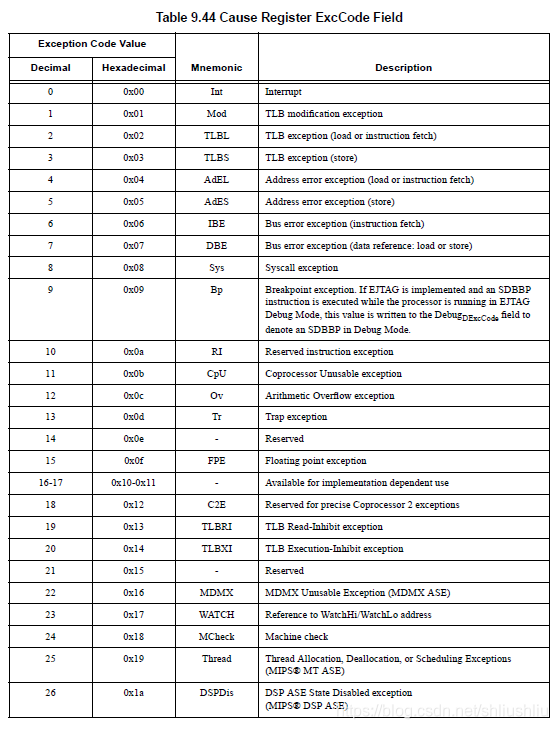 Table 9.44 Cause Register ExcCode Field
Exception Code Value
Decimal Hexadecimal Mnemonic Description
0 0x00 Int Interrupt
1 0x01 Mod TLB modification exception
2 0x02 TLBL TLB exception (load or instruction fetch)
3 0x03 TLBS TLB exception (store)
4 0x04 AdEL Address error exception (load or instruction fetch)
5 0x05 AdES Address error exception (store)
6 0x06 IBE Bus error exception (instruction fetch)
7 0x07 DBE Bus error exception (data reference: load or store)
8 0x08 Sys Syscall exception
9 0x09 Bp Breakpoint exception. If EJTAG is implemented and an SDBBP
instruction is executed while the processor is running in EJTAG
Debug Mode, this value is written to the DebugDExcCode field to
denote an SDBBP in Debug Mode.
10 0x0a RI Reserved instruction exception
11 0x0b CpU Coprocessor Unusable exception
12 0x0c Ov Arithmetic Overflow exception
13 0x0d Tr Trap exception
14 0x0e - Reserved
15 0x0f FPE Floating point exception
16-17 0x10-0x11 - Available for implementation dependent use
18 0x12 C2E Reserved for precise Coprocessor 2 exceptions
19 0x13 TLBRI TLB Read-Inhibit exception
20 0x14 TLBXI TLB Execution-Inhibit exception
21 0x15 - Reserved
22 0x16 MDMX MDMX Unusable Exception (MDMX ASE)
23 0x17 WATCH Reference to WatchHi/WatchLo address
24 0x18 MCheck Machine check
25 0x19 Thread Thread Allocation, Deallocation, or Scheduling Exceptions
(MIPS® MT ASE)
26 0x1a DSPDis DSP ASE State Disabled exception
(MIPS® DSP ASE)
https://blog.csdn.net/shliushliu